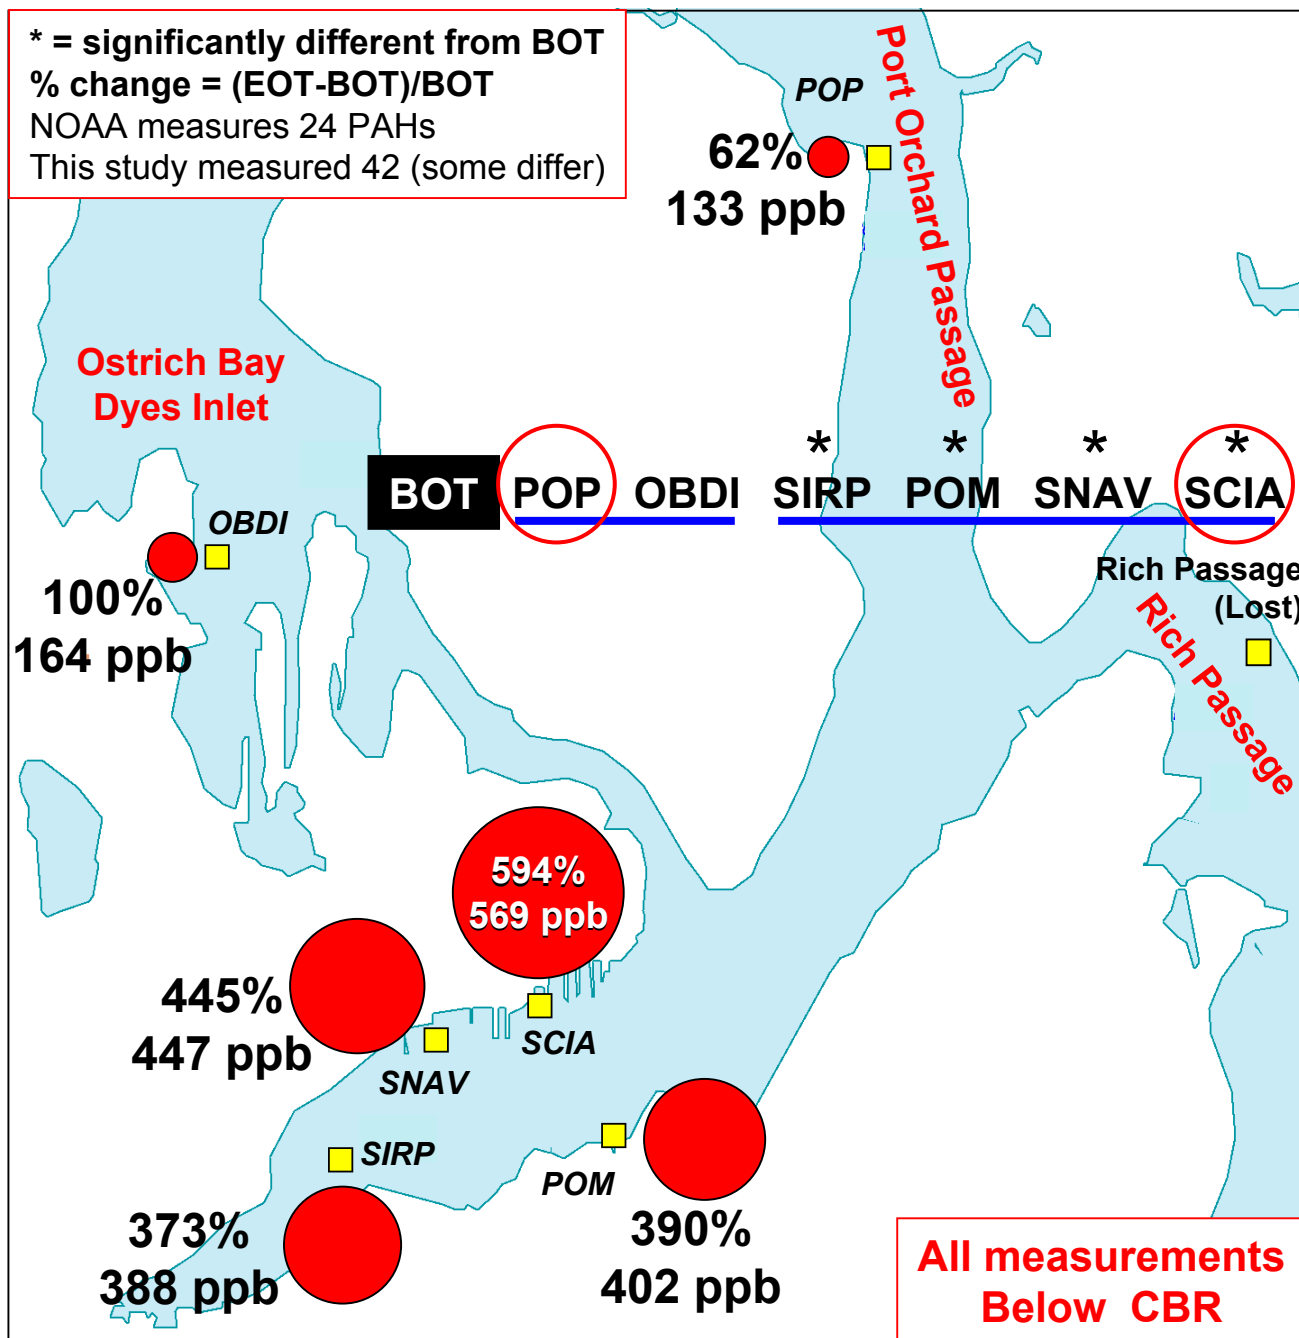 * = significantly different from BOT
% change = (EOT-BOT)/BOT
NOAA measures 24 PAHs
This study measured 42 (some differ)
POP
62%
133 ppb
Port Orchard Passage
Ostrich Bay
Dyes Inlet
* * * *
BOT POP OBDI SIRP POM SNAV SCIA
OBDI
100%
164 ppb
Rich Passage
(Lost)
Rich Passage
594%
569 ppb
445%
447 ppb
SCIA
SNAV
SIRP
POM
373%
388 ppb
390%
402 ppb
All measurements
Below CBR